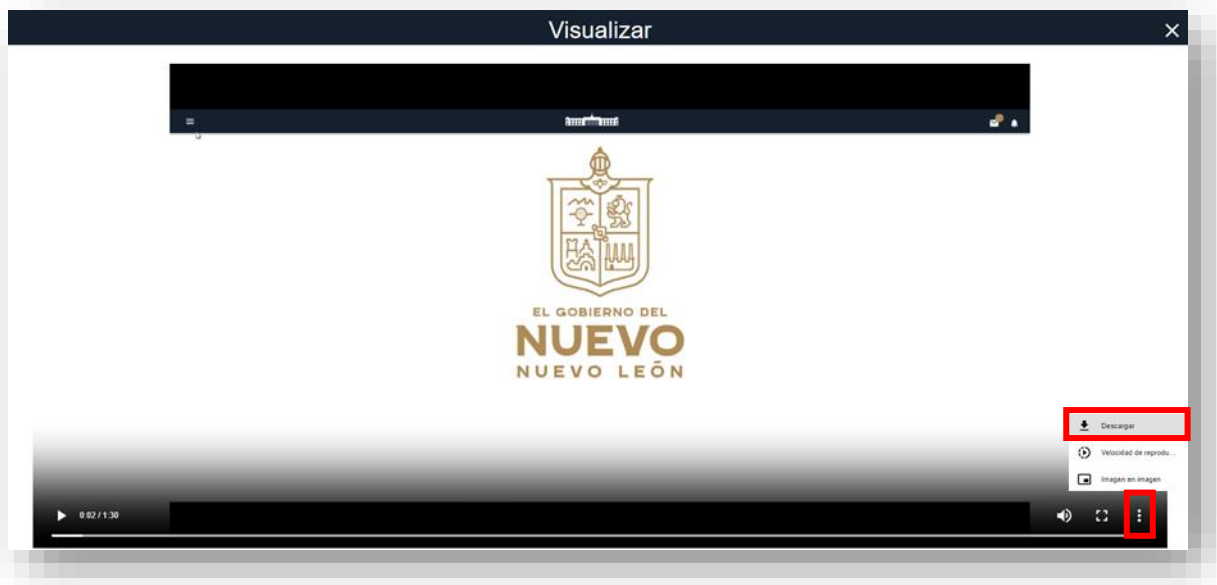 Visualizar
EL GOBIERNO DEL
NUEVO
NUEVO LEÓN
Descargar
Velocidad de reprodu...
Imagen en imagen
0:02 / 1:30